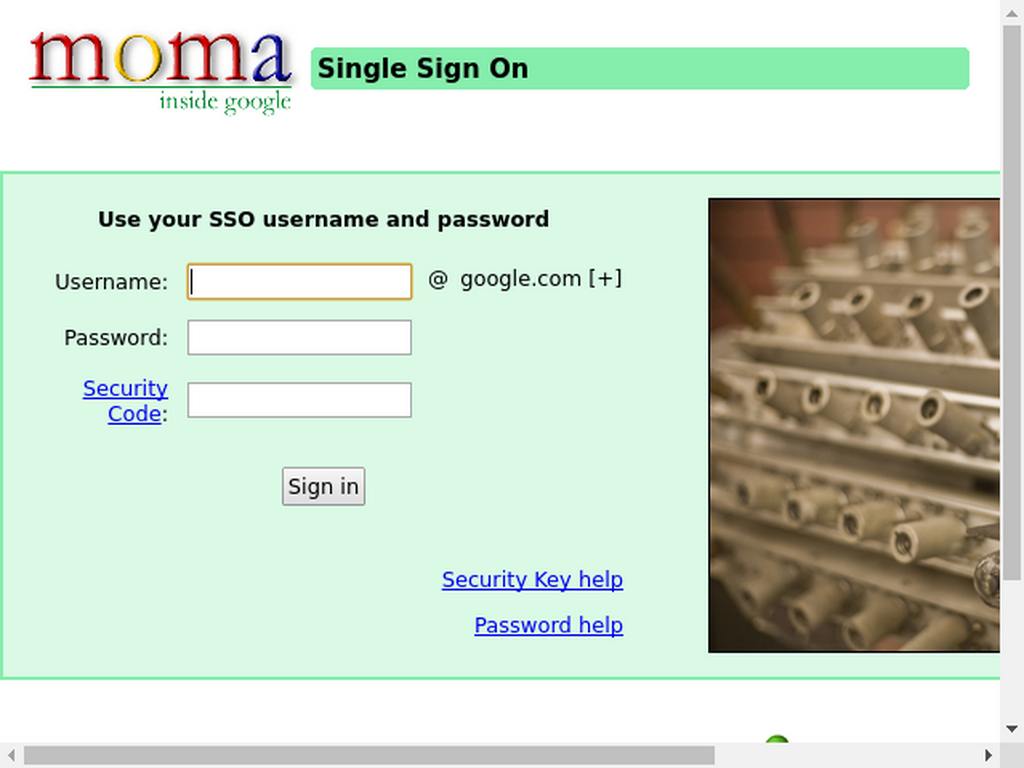 moma
inside google
Single Sign On
Use your SSO username and password
Username:
@ google.com [+]
Password:
Security
Code:
Sign in
Security Key help
Password help